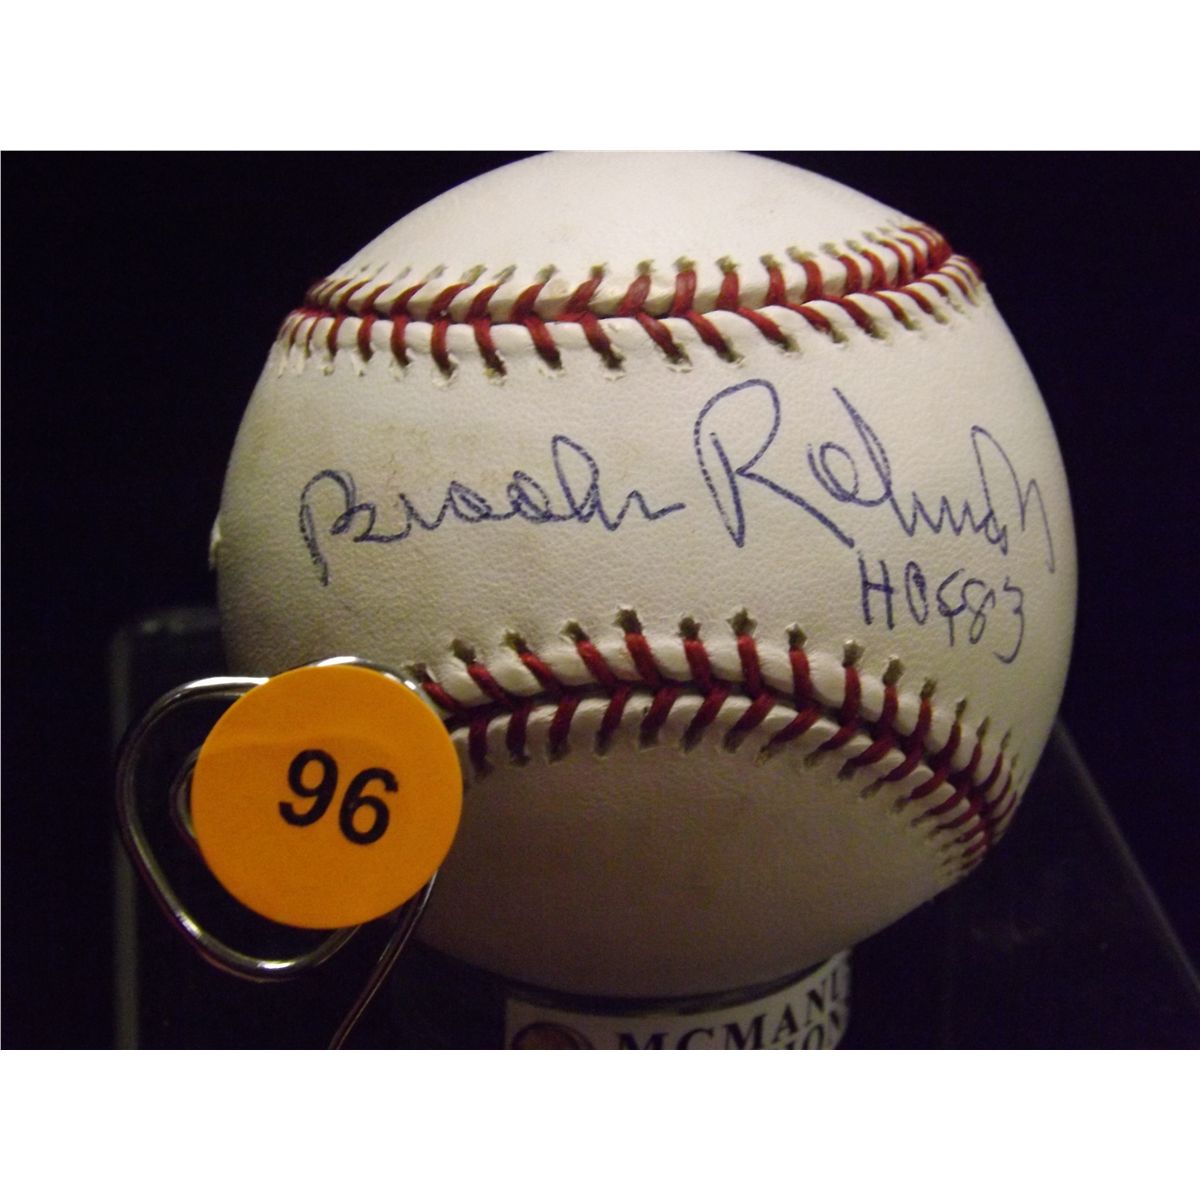 Brooks Robinson
HOF 83
96
MCMANU